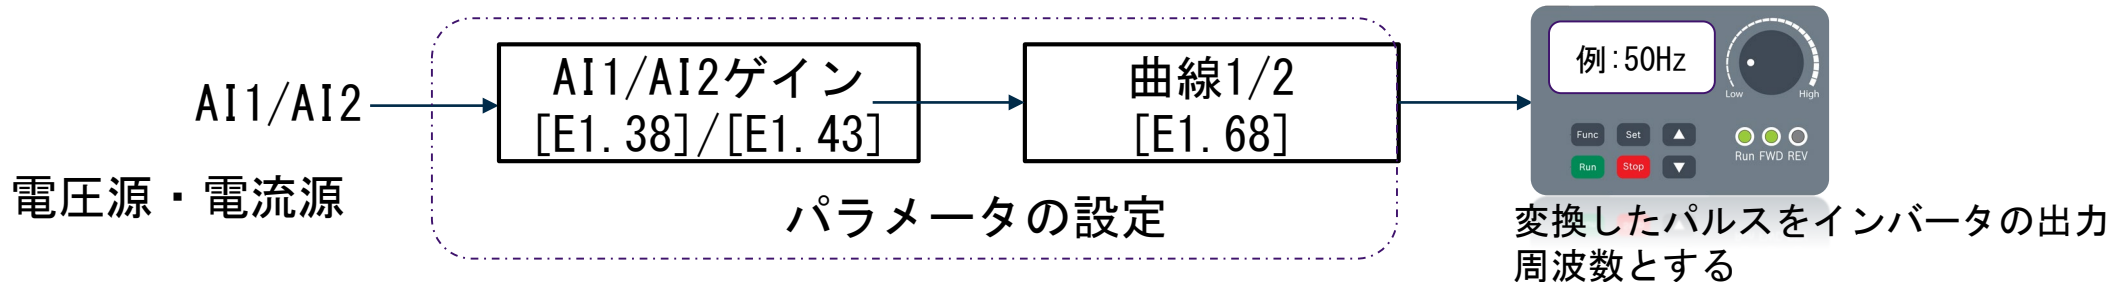 AI1/AI2
電圧源・電流源
AI1/AI2ゲイン
[E1.38]/[E1.43]
曲線1/2
[E1.68]
パラメータの設定
例:50Hz
Low
High
Func
Set
Run
Stop
Run FWD REV
変換したパルスをインバータの出力
周波数とする